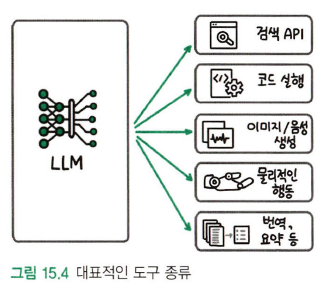 검색 API
코드 실행
이미지/음성
생성
LLM
물리적인
행동
번역,
요약 등
그림 15.4 대표적인 도구 종류